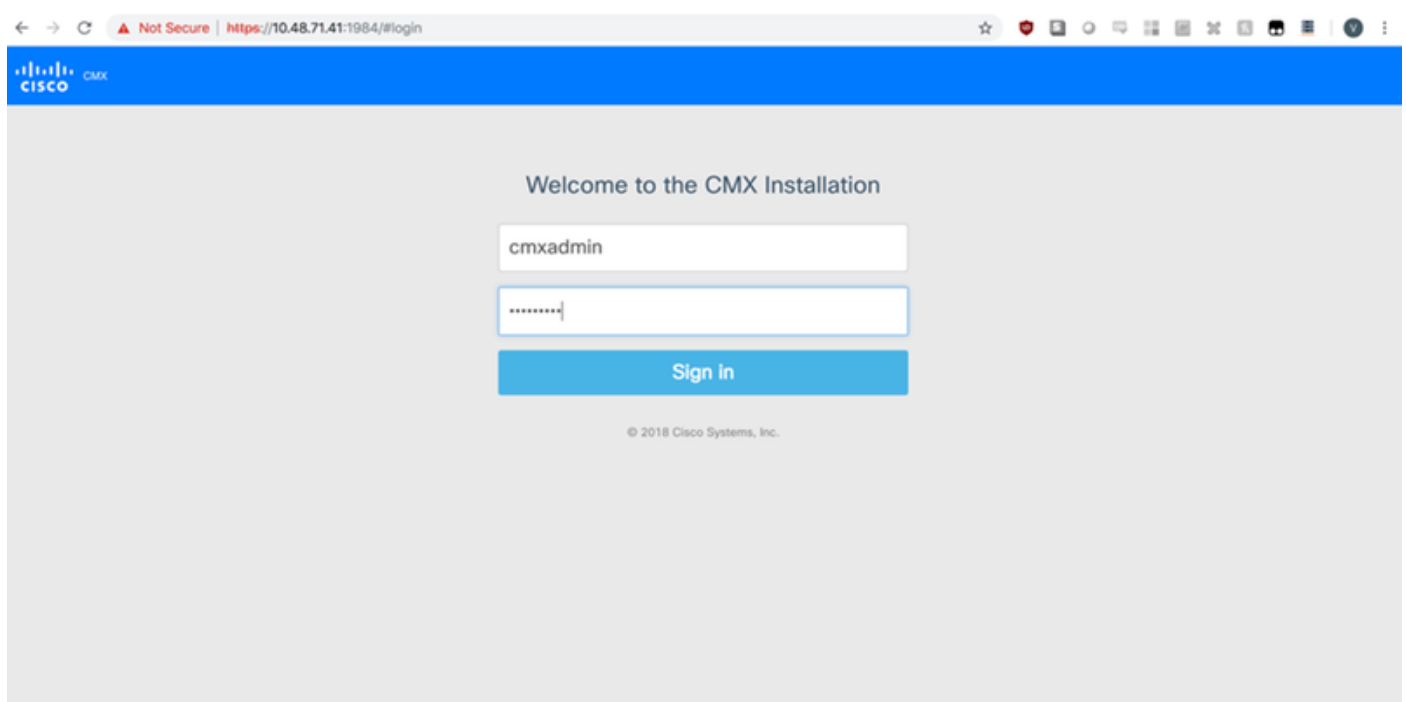 Not Secure | https://10.48.71.41:1984/#login
V
CISCO CMX
Welcome to the CMX Installation
cmxadmin
•••••••••
Sign in
© 2018 Cisco Systems, Inc.